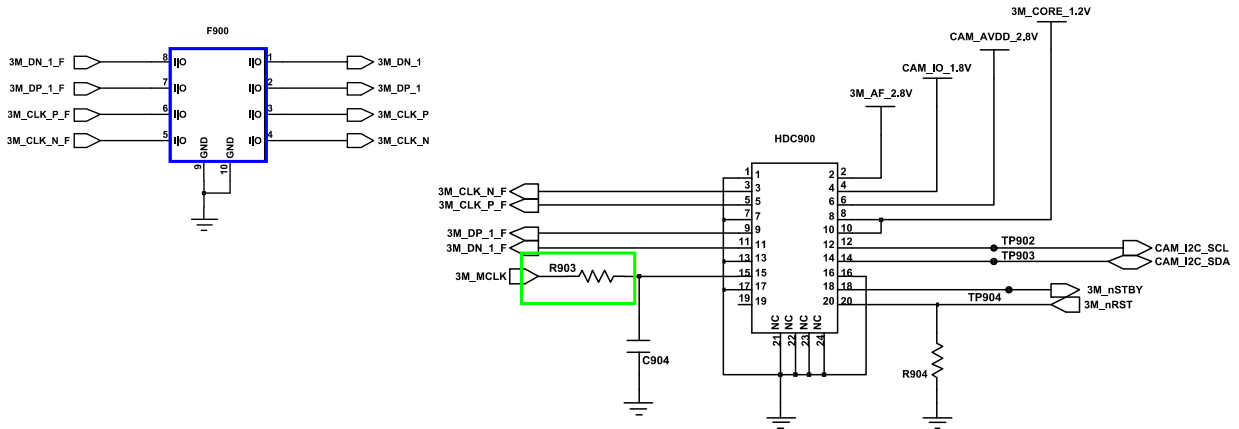 3M_CORE_1.2V
F900
CAM_AVDD_2.8V
3M_DN_1_F 8 I|O I|O 1 3M_DN_1
CAM_IO_1.8V
3M_DP_1_F 7 I|O I|O 2 3M_DP_1
3M_AF_2.8V
3M_CLK_P_F 6 I|O I|O 3 3M_CLK_P
3M_CLK_N_F 5 I|O I|O 4 3M_CLK_N
GND GND
9 10
HDC900
1 1 2 2
3M_CLK_N_F 3 3 4 4
3M_CLK_P_F 5 5 6 6
7 7 8 8
3M_DP_1_F 9 9 10 10
3M_DN_1_F 11 11 12 12 TP902 CAM_I2C_SCL
13 13 14 14 TP903 CAM_I2C_SDA
3M_MCLK R903 15 15 16 16
17 17 18 18 3M_nSTBY
19 19 20 20 TP904 3M_nRST
NC NC NC NC
21 22 23 24
C904
R904